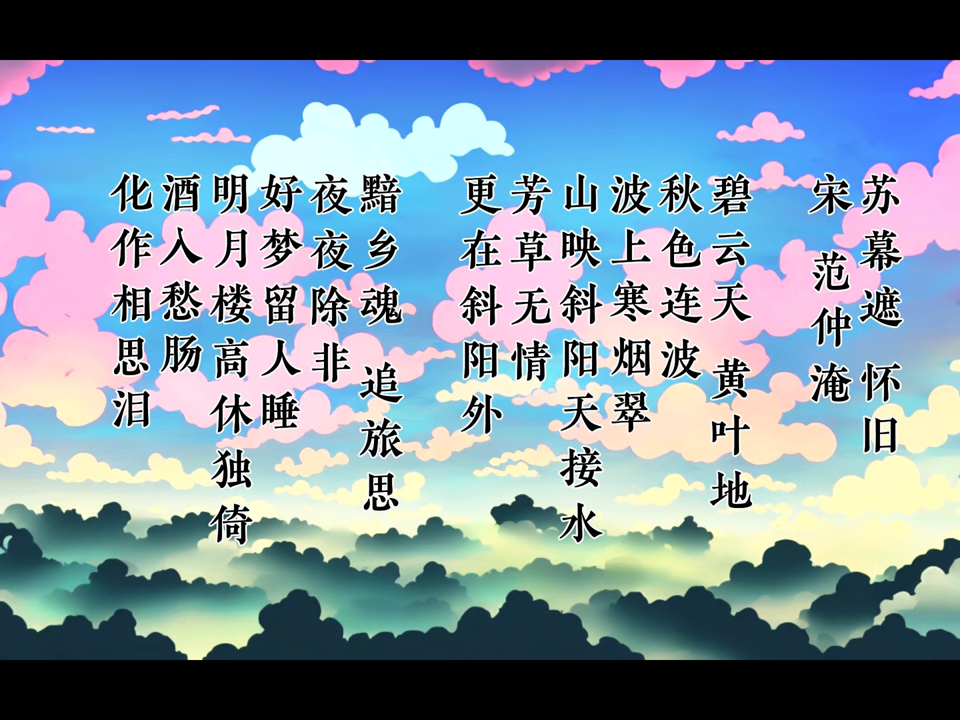 苏幕遮 怀旧
宋 范仲淹
碧云天 黄叶地
秋色连波
波上寒烟翠
山映斜阳天接水
芳草无情
更在斜阳外
黯乡魂 追旅思
夜夜除非
好梦留人睡
明月楼高休独倚
酒入愁肠
化作相思泪